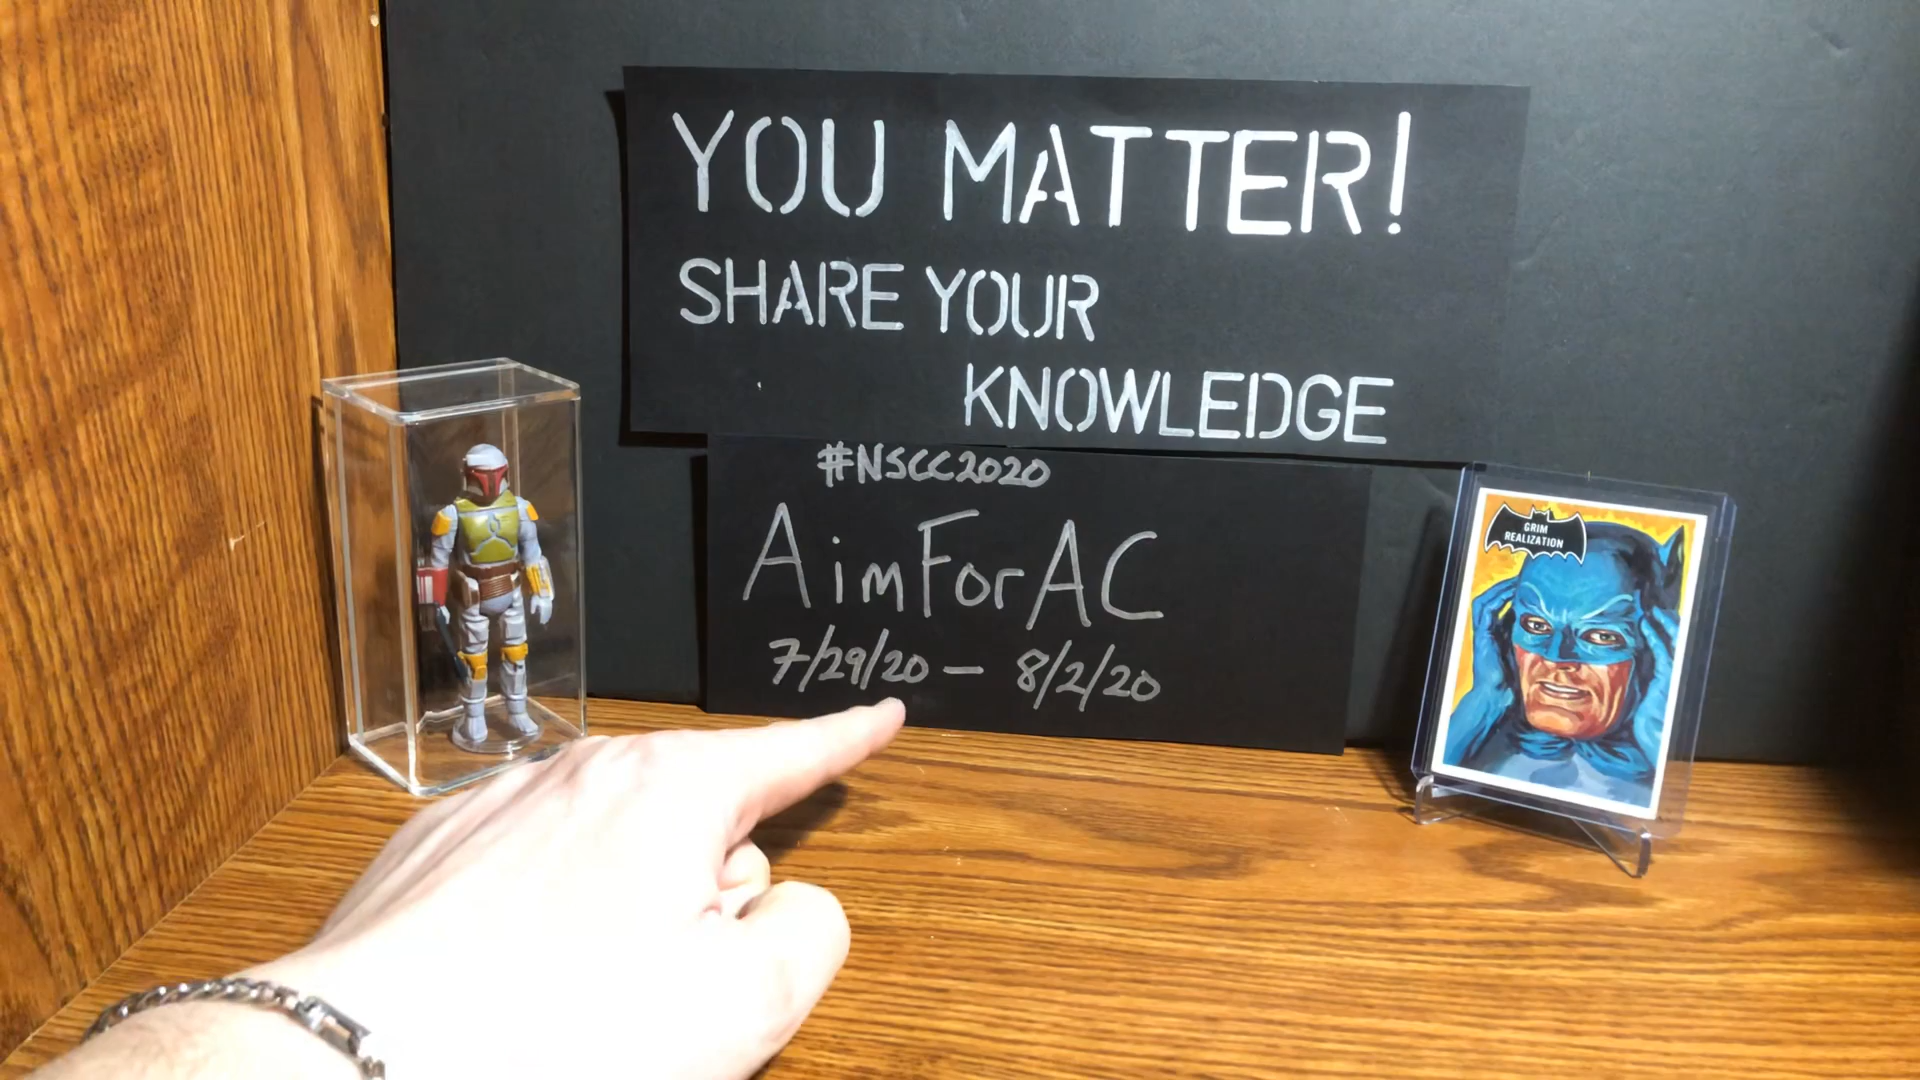 YOU MATTER!
SHARE YOUR
KNOWLEDGE
#NSCC2020
AimForAC
7/29/20 - 8/2/20
GRIM
REALIZATION